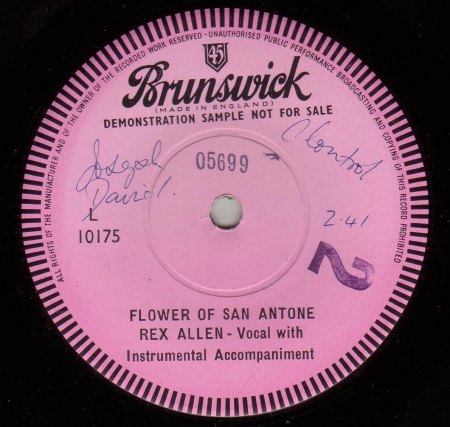 ALL RIGHTS OF THE MANUFACTURER AND OF THE OWNER OF THE RECORDED WORK RESERVED - UNAUTHORISED PUBLIC PERFORMANCE BROADCASTING AND COPYING OF THIS RECORD PROHIBITED
45
Brunswick
(MADE IN ENGLAND)
DEMONSTRATION SAMPLE NOT FOR SALE
Joseph
David.
05699
Control
L
10175
2-41
2
FLOWER OF SAN ANTONE
REX ALLEN - Vocal with
Instrumental Accompaniment